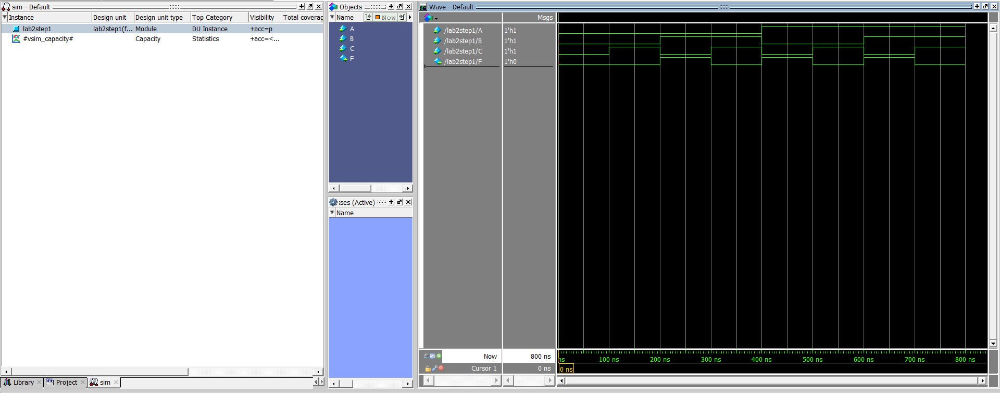 sim - Default
Instance Design unit Design unit type Top Category Visibility Total coverag
lab2step1 lab2step1(f... Module DU Instance +acc=p
#vsim_capacity# Capacity Statistics +acc=<...
Library Project sim
Objects
Name Now
A
B
C
F
sses (Active)
Name
Wave - Default
Msgs
/lab2step1/A 1'h1
/lab2step1/B 1'h1
/lab2step1/C 1'h1
/lab2step1/F 1'h0
Now 800 ns
Cursor 1 0 ns
ns 100 ns 200 ns 300 ns 400 ns 500 ns 600 ns 700 ns 800 ns
0 ns